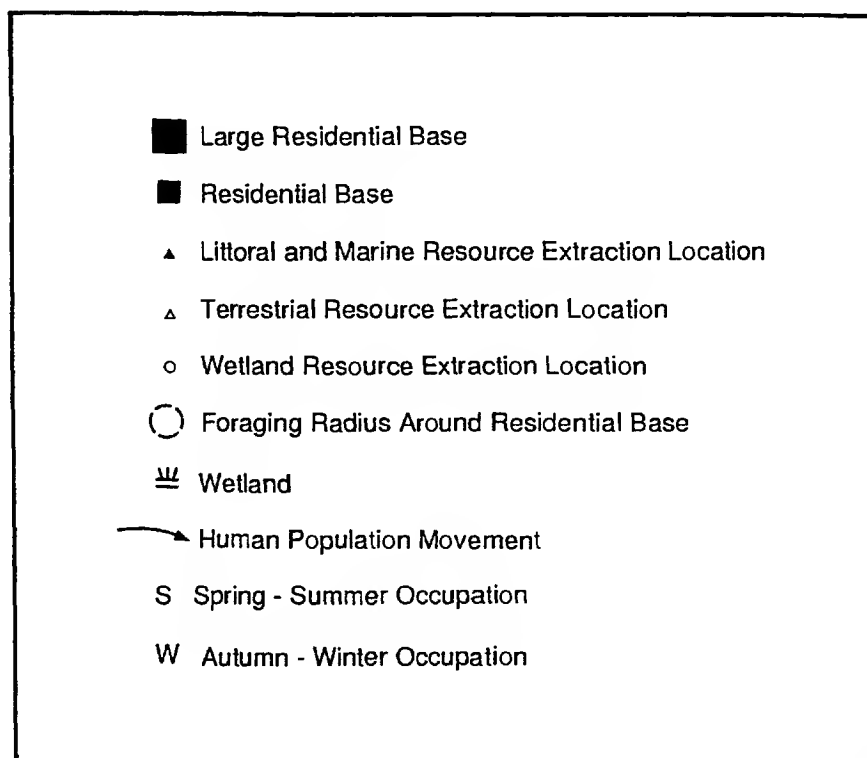 Large Residential Base
Residential Base
Littoral and Marine Resource Extraction Location
Terrestrial Resource Extraction Location
Wetland Resource Extraction Location
Foraging Radius Around Residential Base
Wetland
Human Population Movement
S Spring - Summer Occupation
W Autumn - Winter Occupation